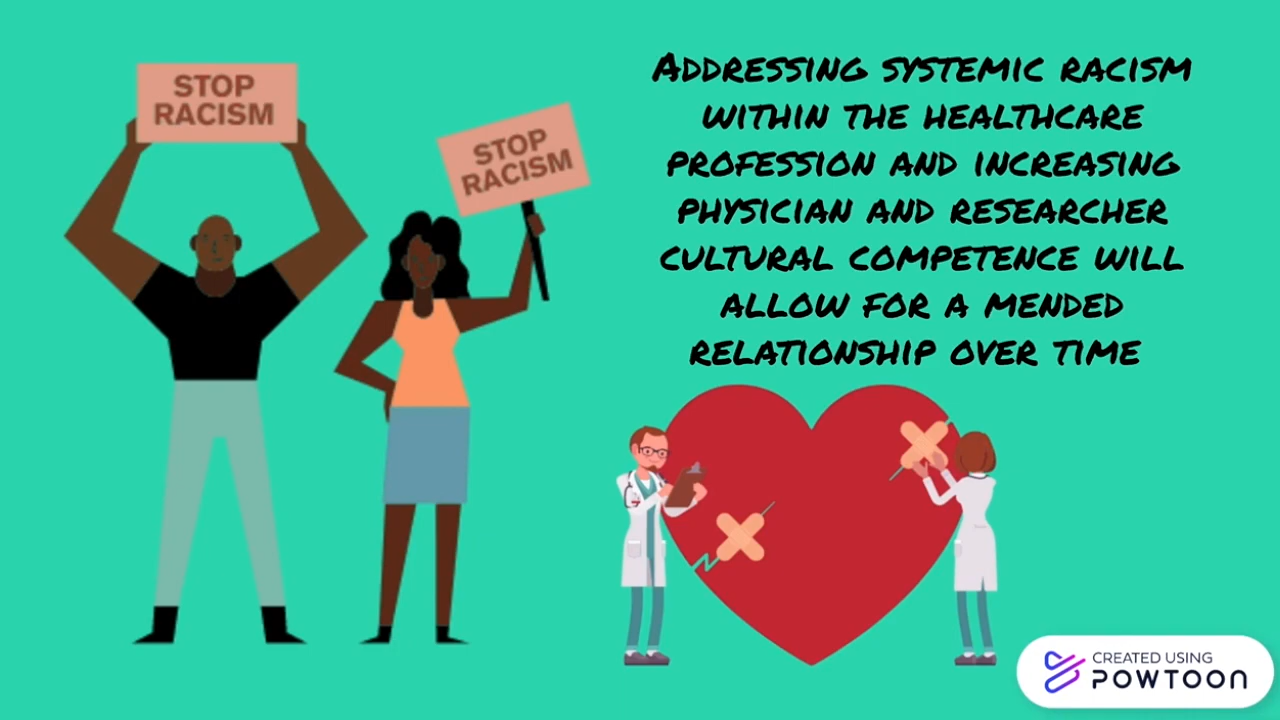 STOP
RACISM
STOP
RACISM
ADDRESSING SYSTEMIC RACISM
WITHIN THE HEALTHCARE
PROFESSION AND INCREASING
PHYSICIAN AND RESEARCHER
CULTURAL COMPETENCE WILL
ALLOW FOR A MENDED
RELATIONSHIP OVER TIME
CREATED USING
POWTOON